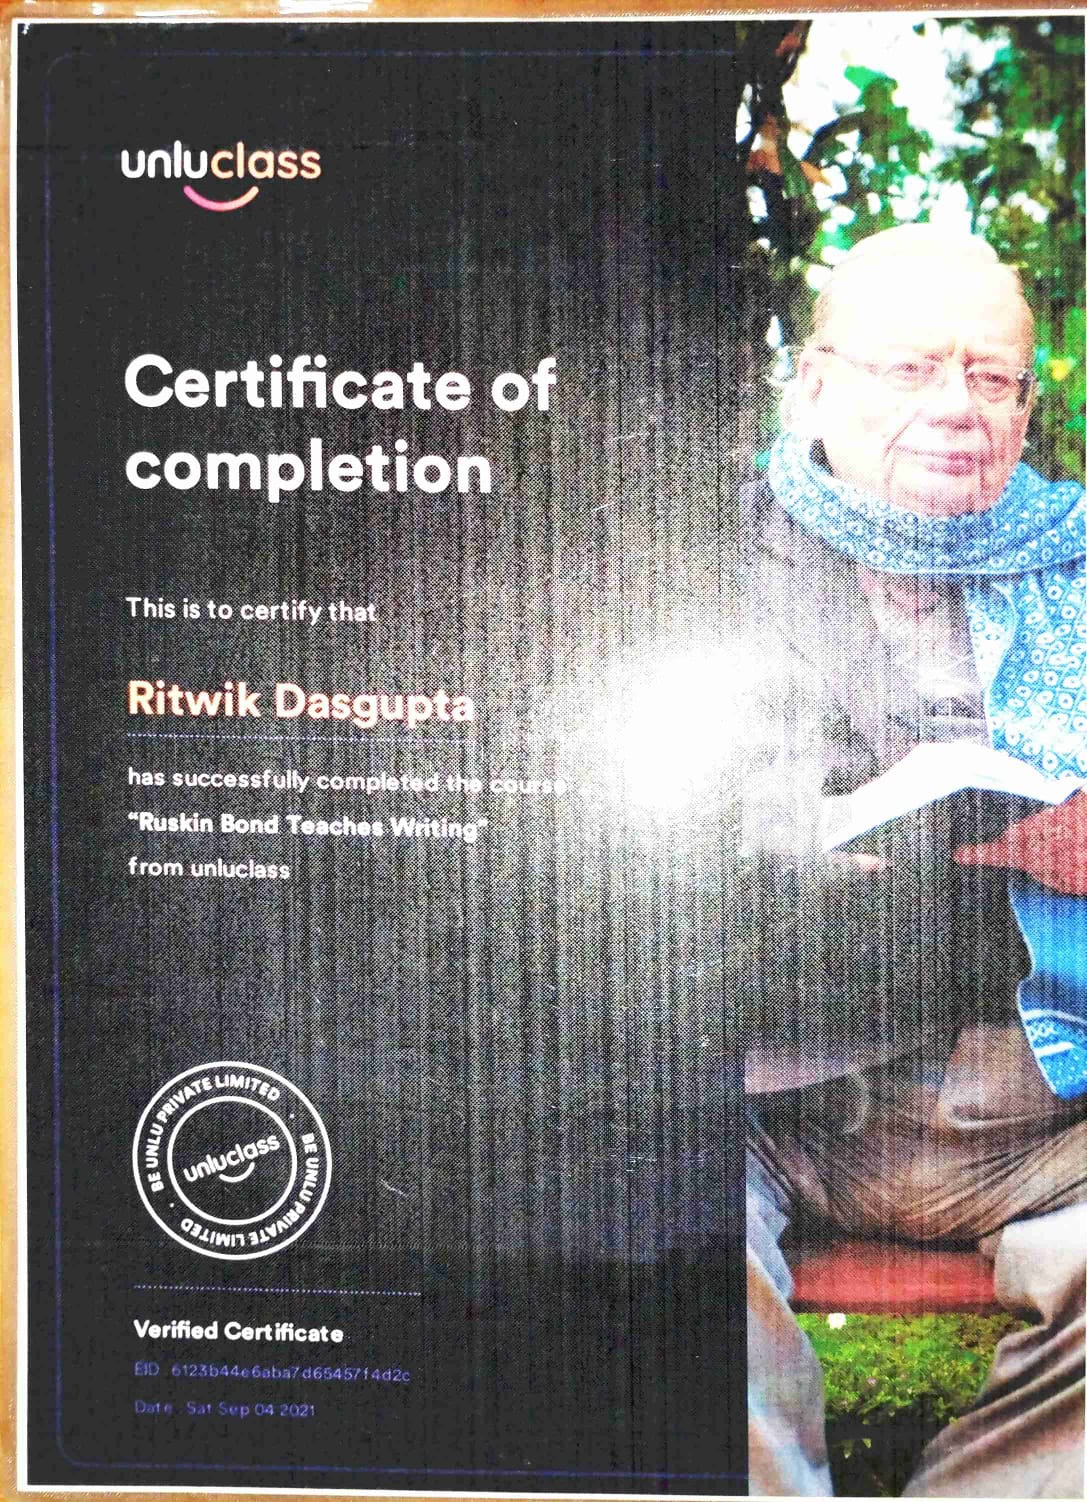 unluclass
Certificate of
completion
This is to certify that
Ritwik Dasgupta
has successfully completed the course
"Ruskin Bond Teaches Writing"
from unluclass
BE UNLU PRIVATE LIMITED · BE UNLU PRIVATE LIMITED ·
unluclass
Verified Certificate
EID 6123b44e6aba7d65457f4d2c
Date Sat Sep 04 2021